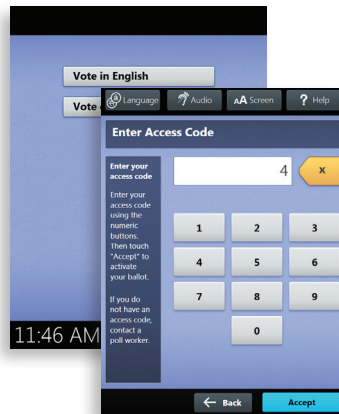 Vote in English
Vote
11:46 AM
Language
Audio
AA Screen
? Help
Enter Access Code
Enter your
access code
Enter your
access code
using the
numeric
buttons.
Then touch
"Accept" to
activate
your ballot.
If you do
not have an
access code,
contact a
poll worker.
4
x
1 2 3
4 5 6
7 8 9
0
← Back
Accept